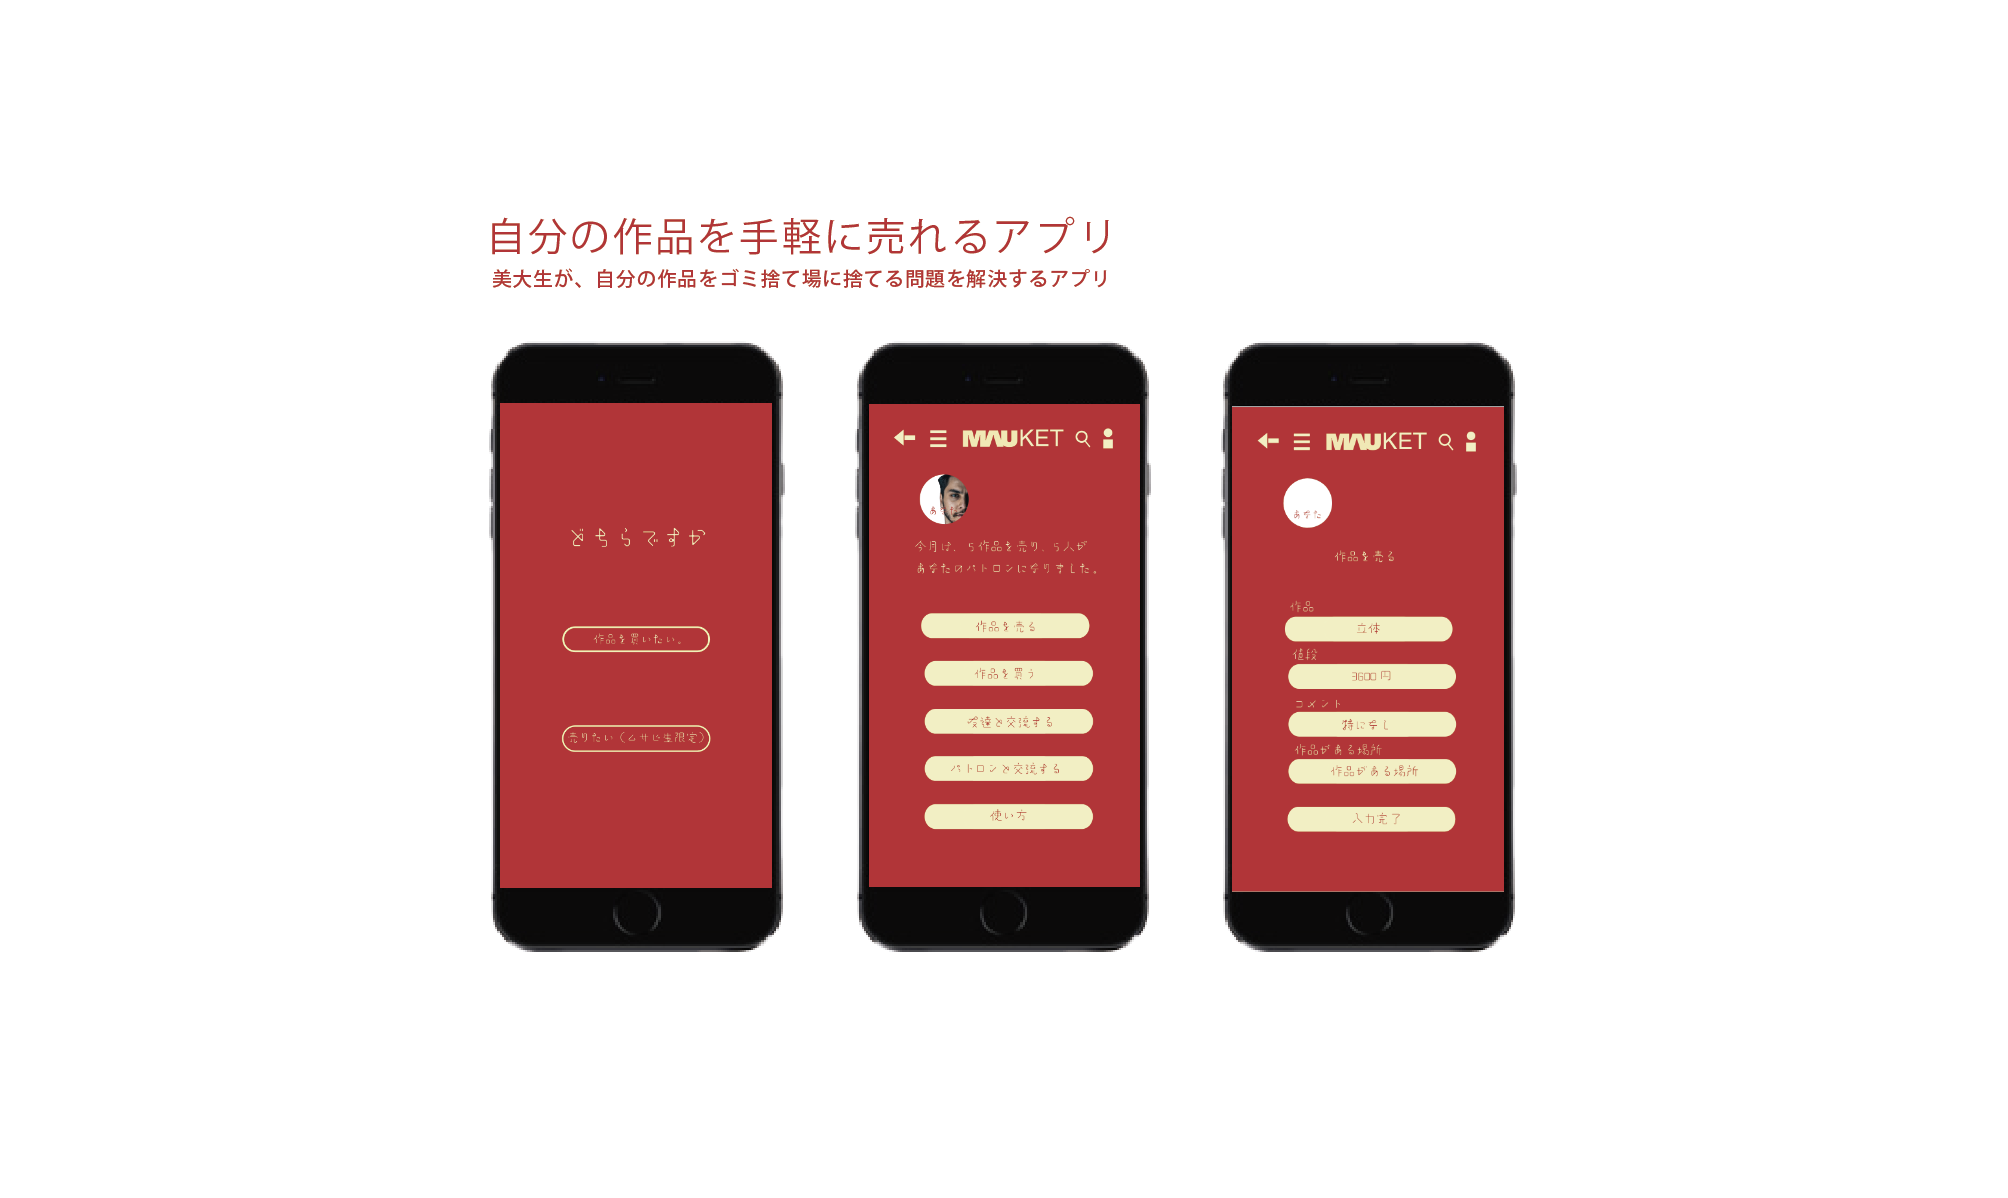 自分の作品を手軽に売れるアプリ
美大生が、自分の作品をゴミ捨て場に捨てる問題を解決するアプリ
どちらですか
作品を買いたい。
売りたい（ムサビ生限定）
MAUKET
あ
今月は、5作品を売り、5人が
あなたのパトロンになりました。
作品を売る
作品を買う
友達と交流する
パトロンと交流する
使い方
MAUKET
あなた
作品を売る
作品
立体
値段
3600円
コメント
特になし
作品がある場所
作品がある場所
入力完了